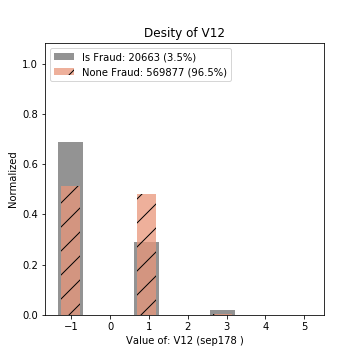 Desity of V12
Is Fraud: 20663 (3.5%)
None Fraud: 569877 (96.5%)
Normalized
1.0
0.8
0.6
0.4
0.2
0.0
−1 0 1 2 3 4 5
Value of: V12 (sep178 )